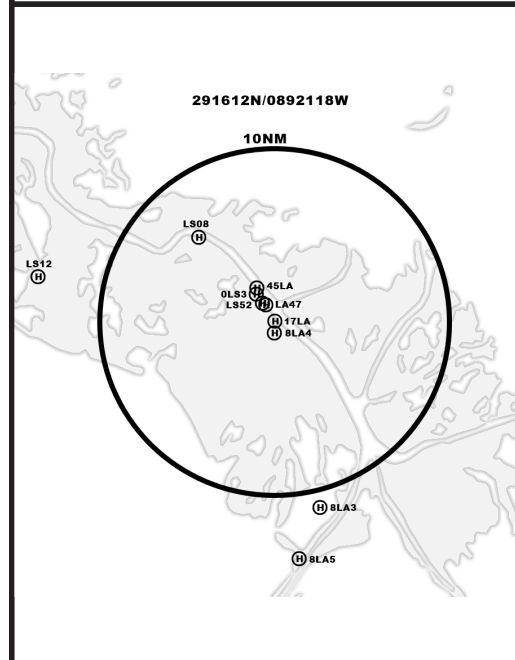 291612N/0892118W
10NM
LS08
LS12
45LA
0LS3
LS52
LA47
17LA
8LA4
8LA3
8LA5